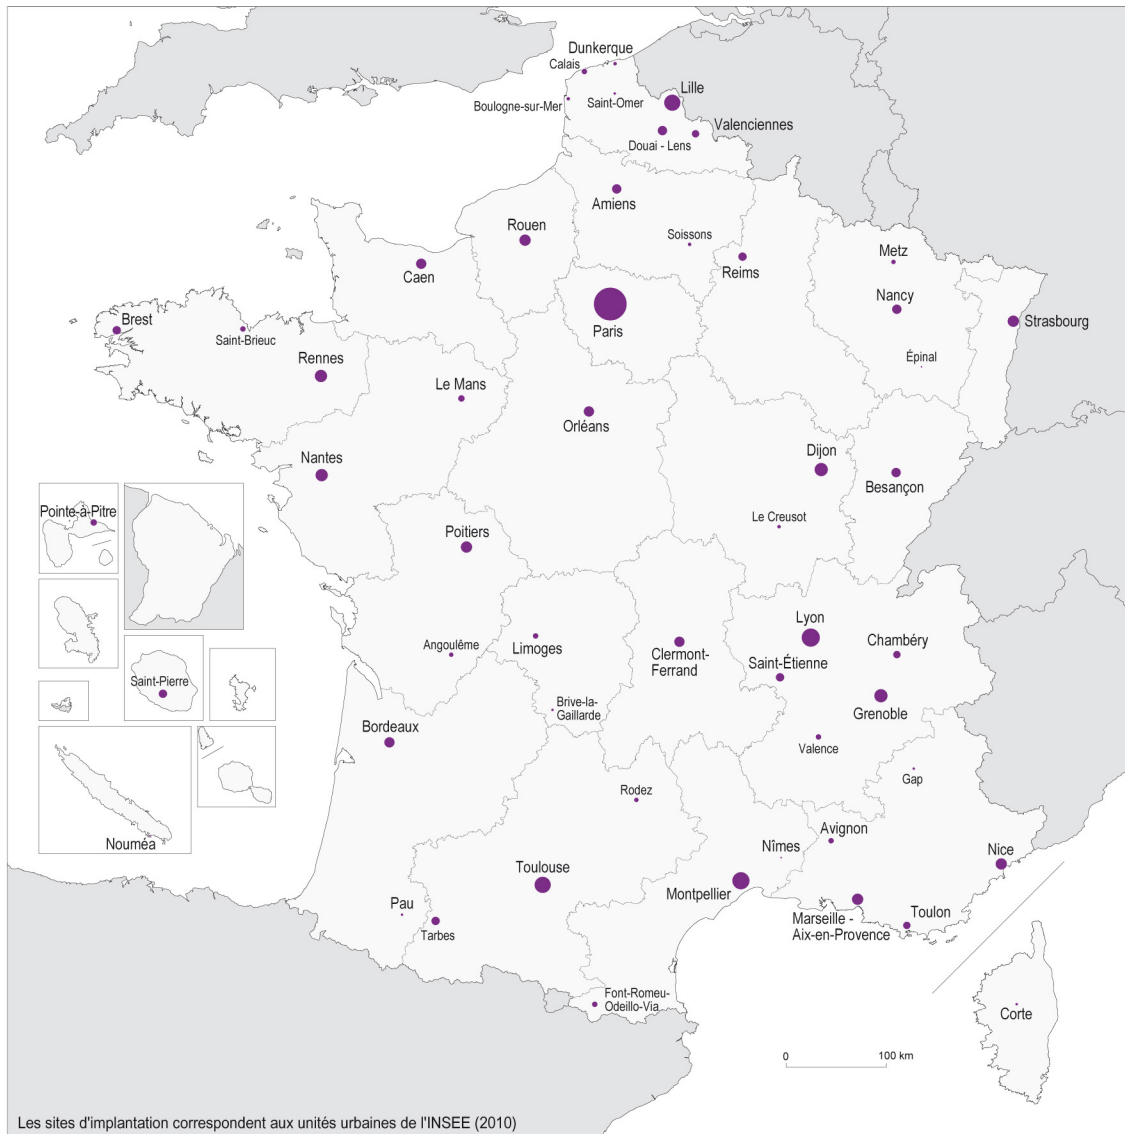 Dunkerque
Calais
Lille
Boulogne-sur-Mer
Saint-Omer
Valenciennes
Douai - Lens
Amiens
Rouen
Soissons
Metz
Caen
Reims
Nancy
Brest
Strasbourg
Saint-Brieuc
Paris
Rennes
Épinal
Le Mans
Orléans
Dijon
Nantes
Besançon
Pointe-à-Pitre
Le Creusot
Poitiers
Lyon
Angoulême
Limoges
Chambéry
Clermont-
Ferrand
Saint-Étienne
Saint-Pierre
Brive-la-
Gaillarde
Grenoble
Bordeaux
Valence
Gap
Rodez
Nouméa
Avignon
Nîmes
Nice
Toulouse
Montpellier
Pau
Marseille -
Aix-en-Provence
Toulon
Tarbes
Font-Romeu-
Odeillo-Via
Corte
0 100 km
Les sites d'implantation correspondent aux unités urbaines de l'INSEE (2010)